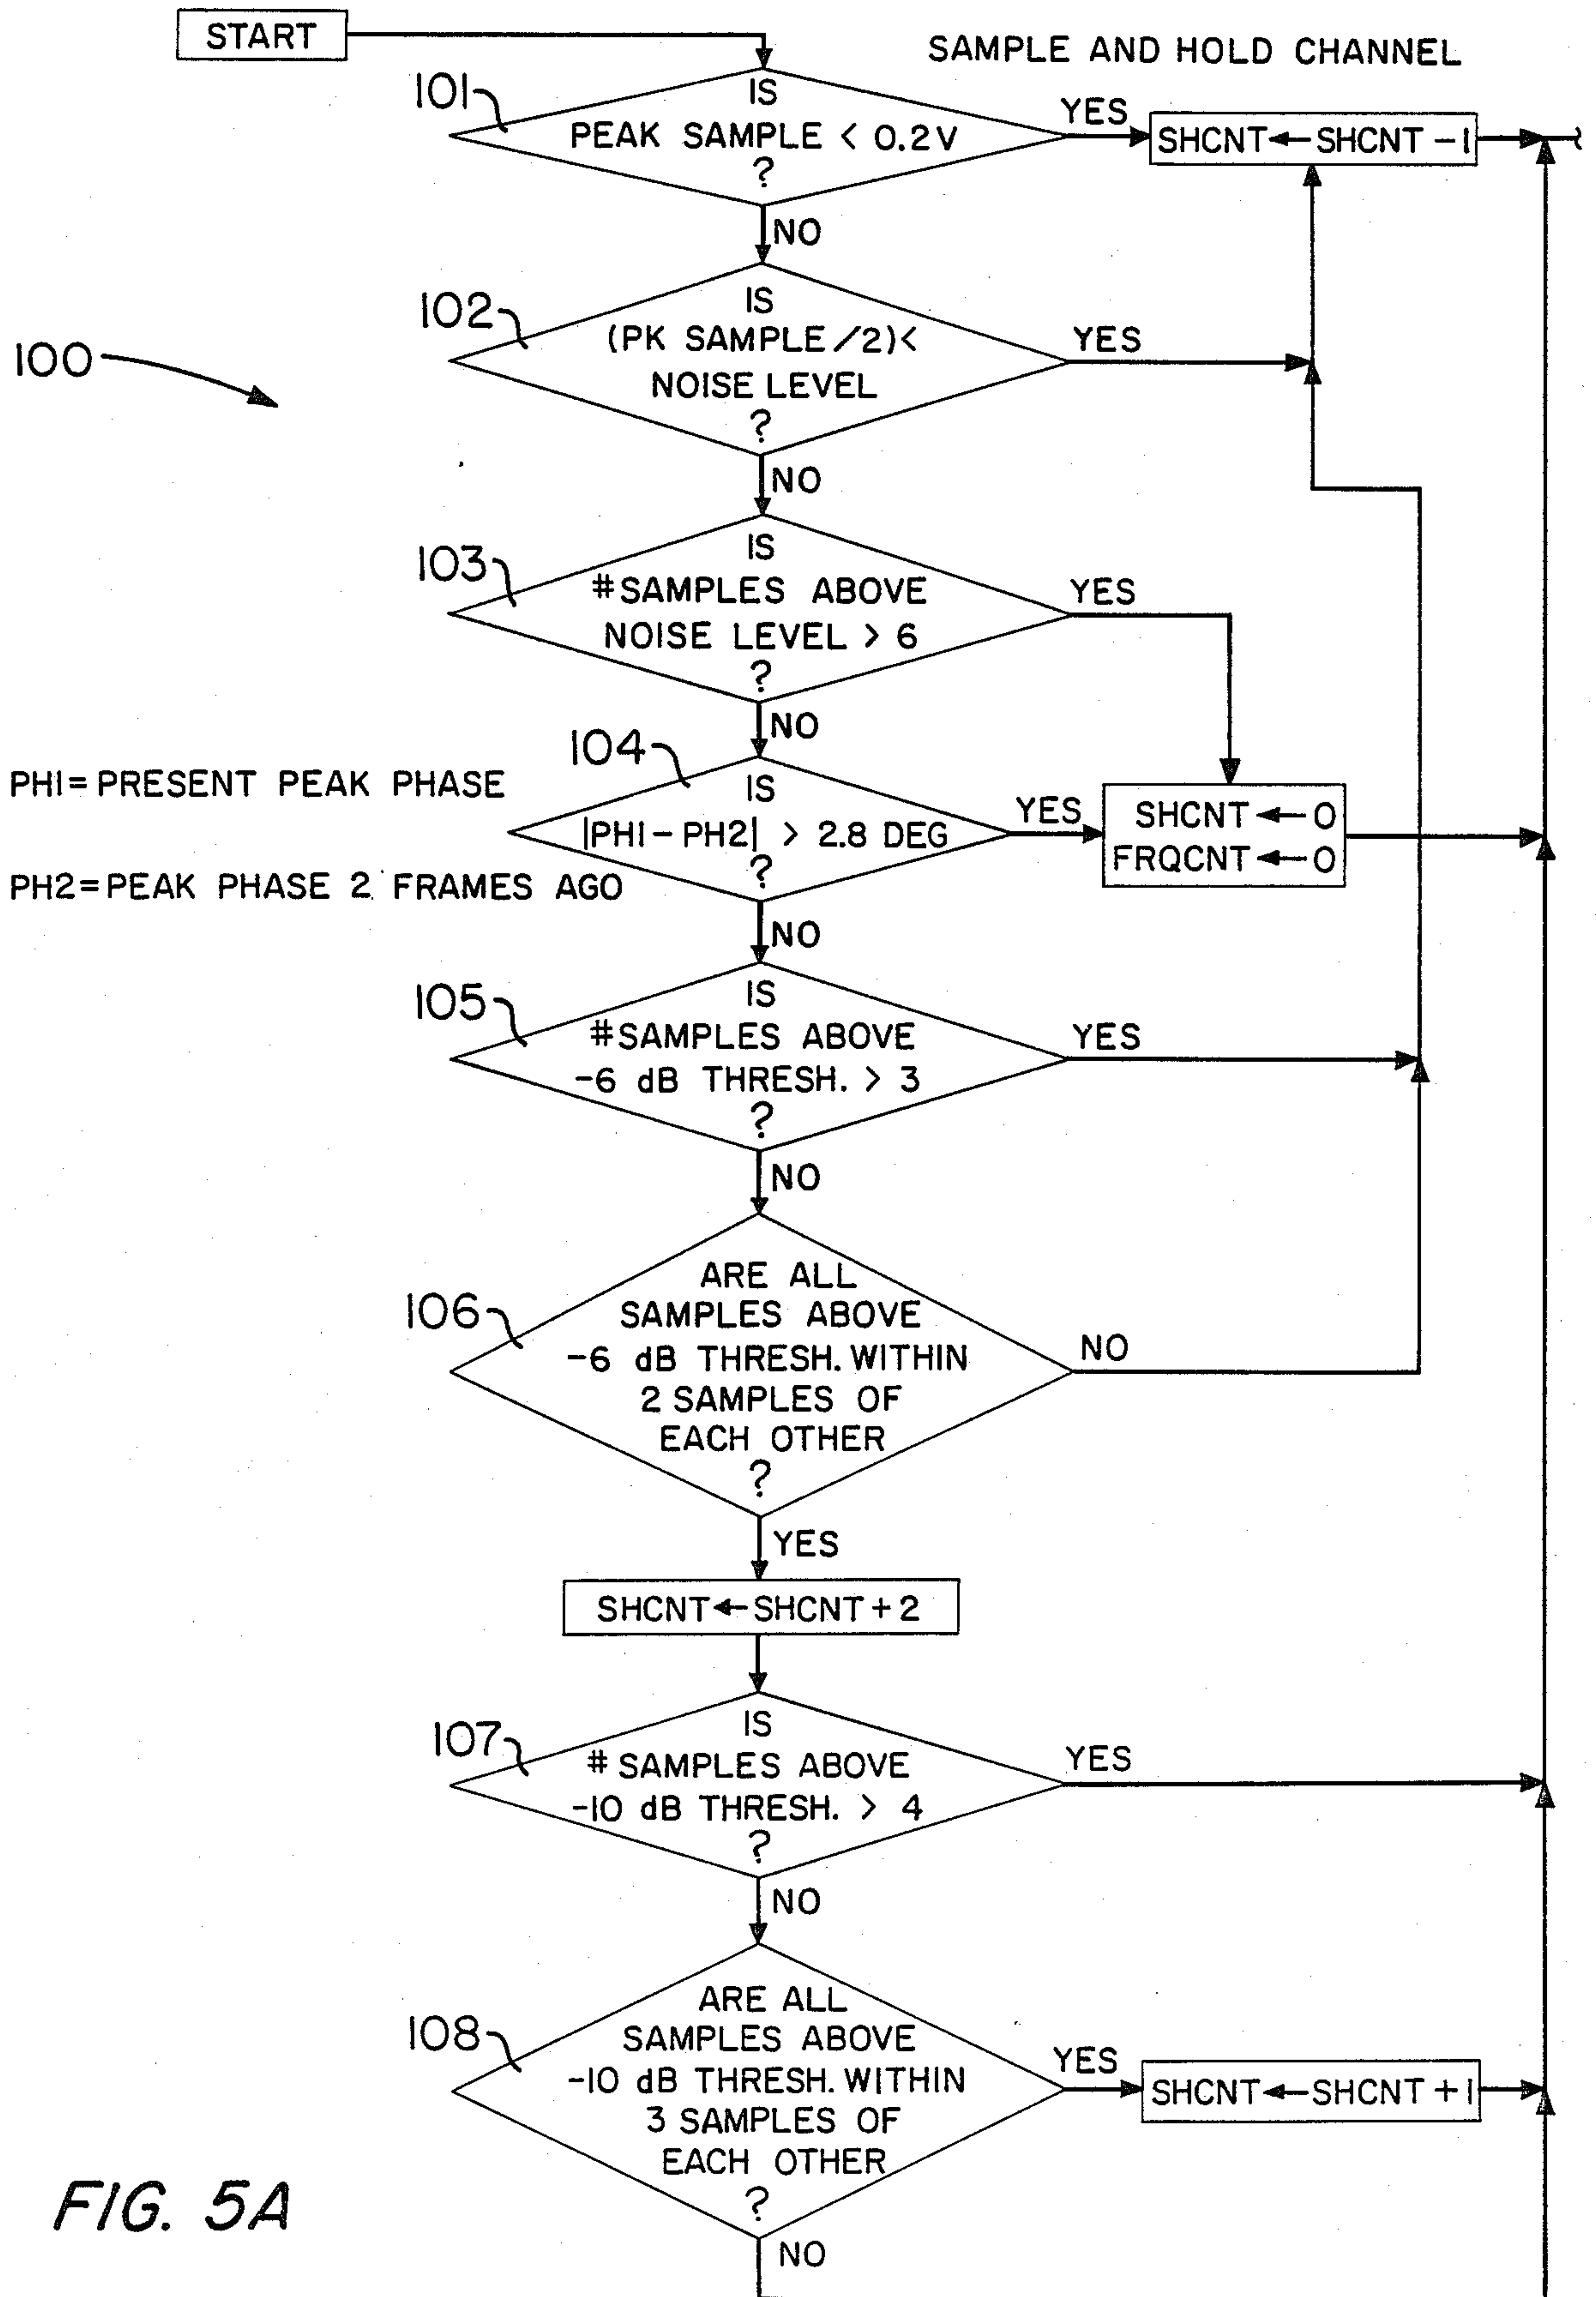 START
SAMPLE AND HOLD CHANNEL
101
IS
PEAK SAMPLE < 0.2V
?
YES
SHCNT←SHCNT -1
NO
100
102
IS
(PK SAMPLE/2)<
NOISE LEVEL
?
YES
NO
103
IS
#SAMPLES ABOVE
NOISE LEVEL > 6
?
YES
NO
PH1= PRESENT PEAK PHASE
PH2=PEAK PHASE 2 FRAMES AGO
104
IS
|PH1-PH2| > 2.8 DEG
?
YES
SHCNT ← 0
FRQCNT ← 0
NO
105
IS
#SAMPLES ABOVE
-6 dB THRESH. > 3
?
YES
NO
106
ARE ALL
SAMPLES ABOVE
-6 dB THRESH. WITHIN
2 SAMPLES OF
EACH OTHER
?
NO
YES
SHCNT←SHCNT+2
107
IS
# SAMPLES ABOVE
-10 dB THRESH. > 4
?
YES
NO
108
ARE ALL
SAMPLES ABOVE
-10 dB THRESH. WITHIN
3 SAMPLES OF
EACH OTHER
?
YES
SHCNT←SHCNT +1
NO
FIG. 5A